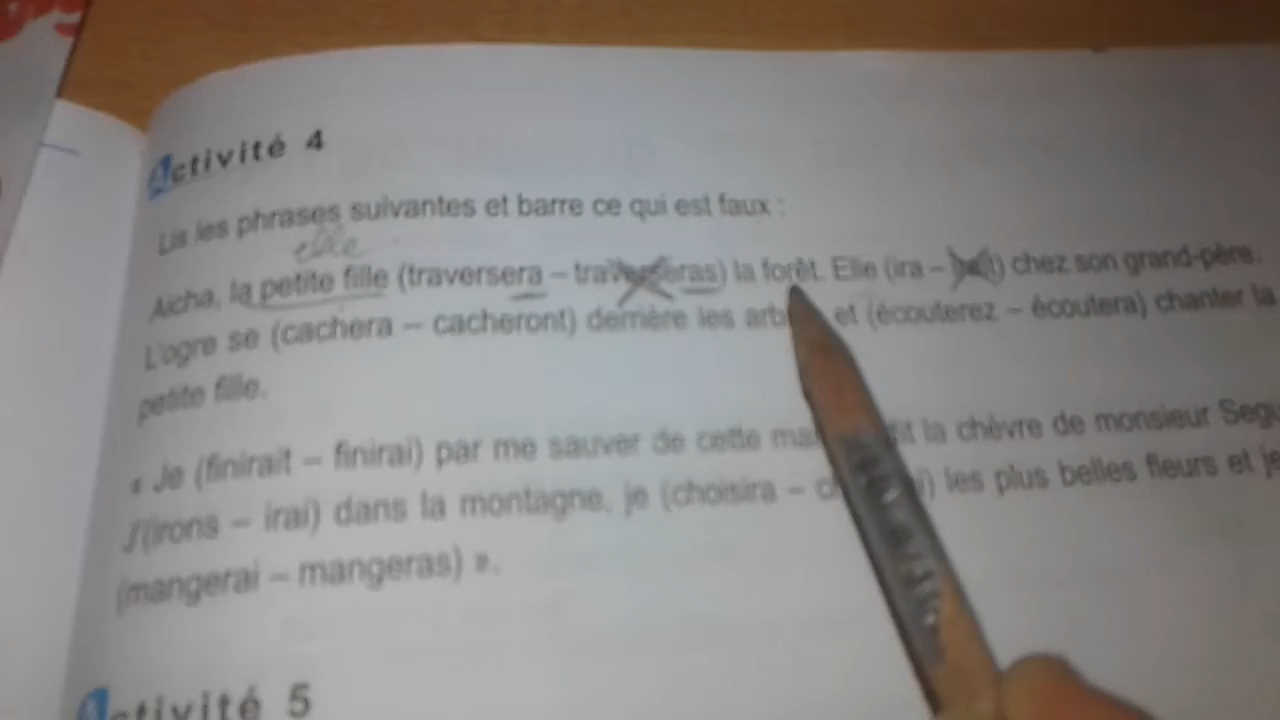 Activité 4
Lis les phrases suivantes et barre ce qui est faux :
elle
Aicha, la petite fille (traversera – traverseras) la forêt. Elle (ira – ) chez son grand-père.
L'ogre se (cachera – cacheront) derrière les et (écouterez – écoutera) chanter la
petite fille.
« Je (finirait – finirai) par me sauver de cette la chèvre de monsieur
J'(irons – irai) dans la montagne, je (choisira – ) les plus belles fleurs et je
(mangerai – mangeras) ».
Activité 5